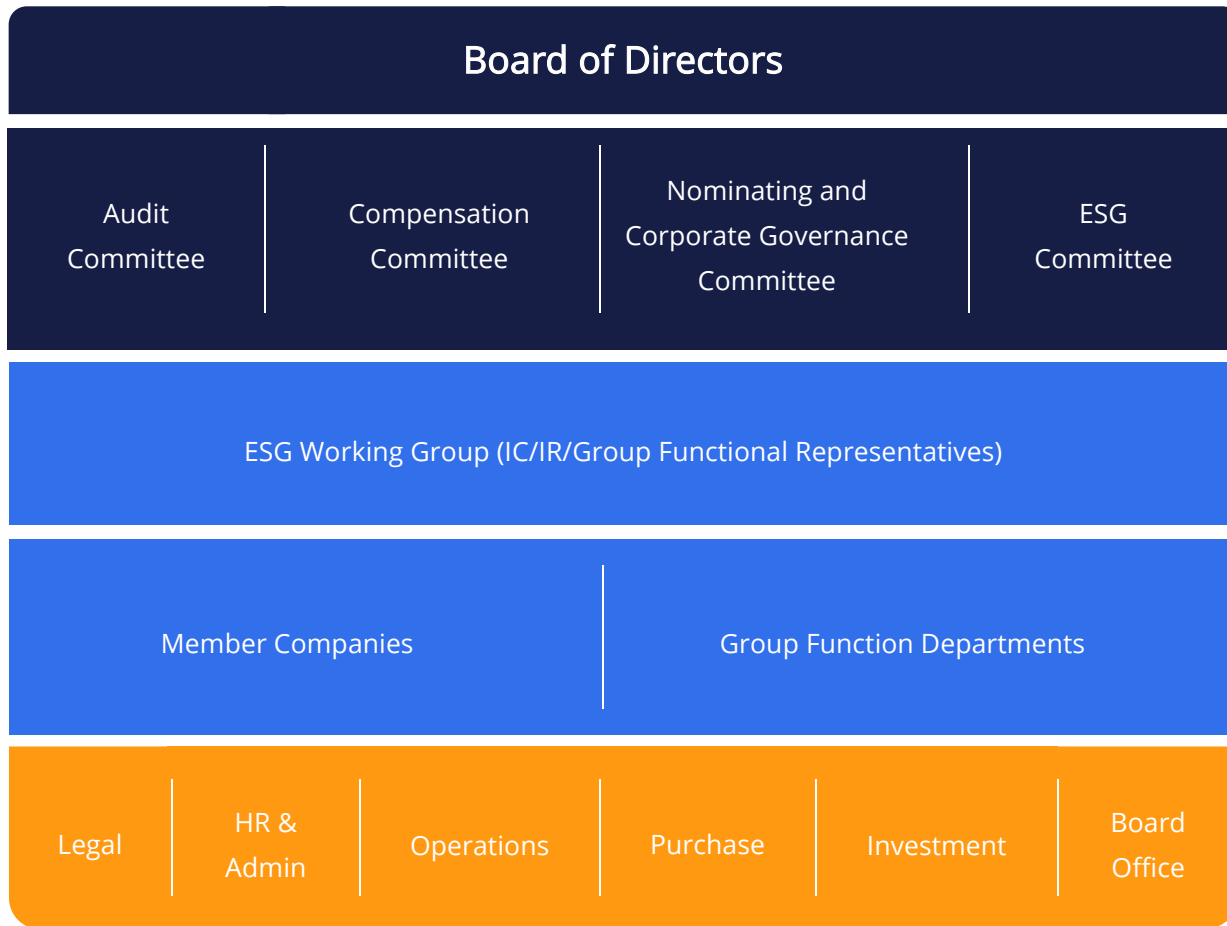 Board of Directors
Audit
Committee
Compensation
Committee
Nominating and
Corporate Governance
Committee
ESG
Committee
ESG Working Group (IC/IR/Group Functional Representatives)
Member Companies
Group Function Departments
Legal
HR &
Admin
Operations
Purchase
Investment
Board
Office